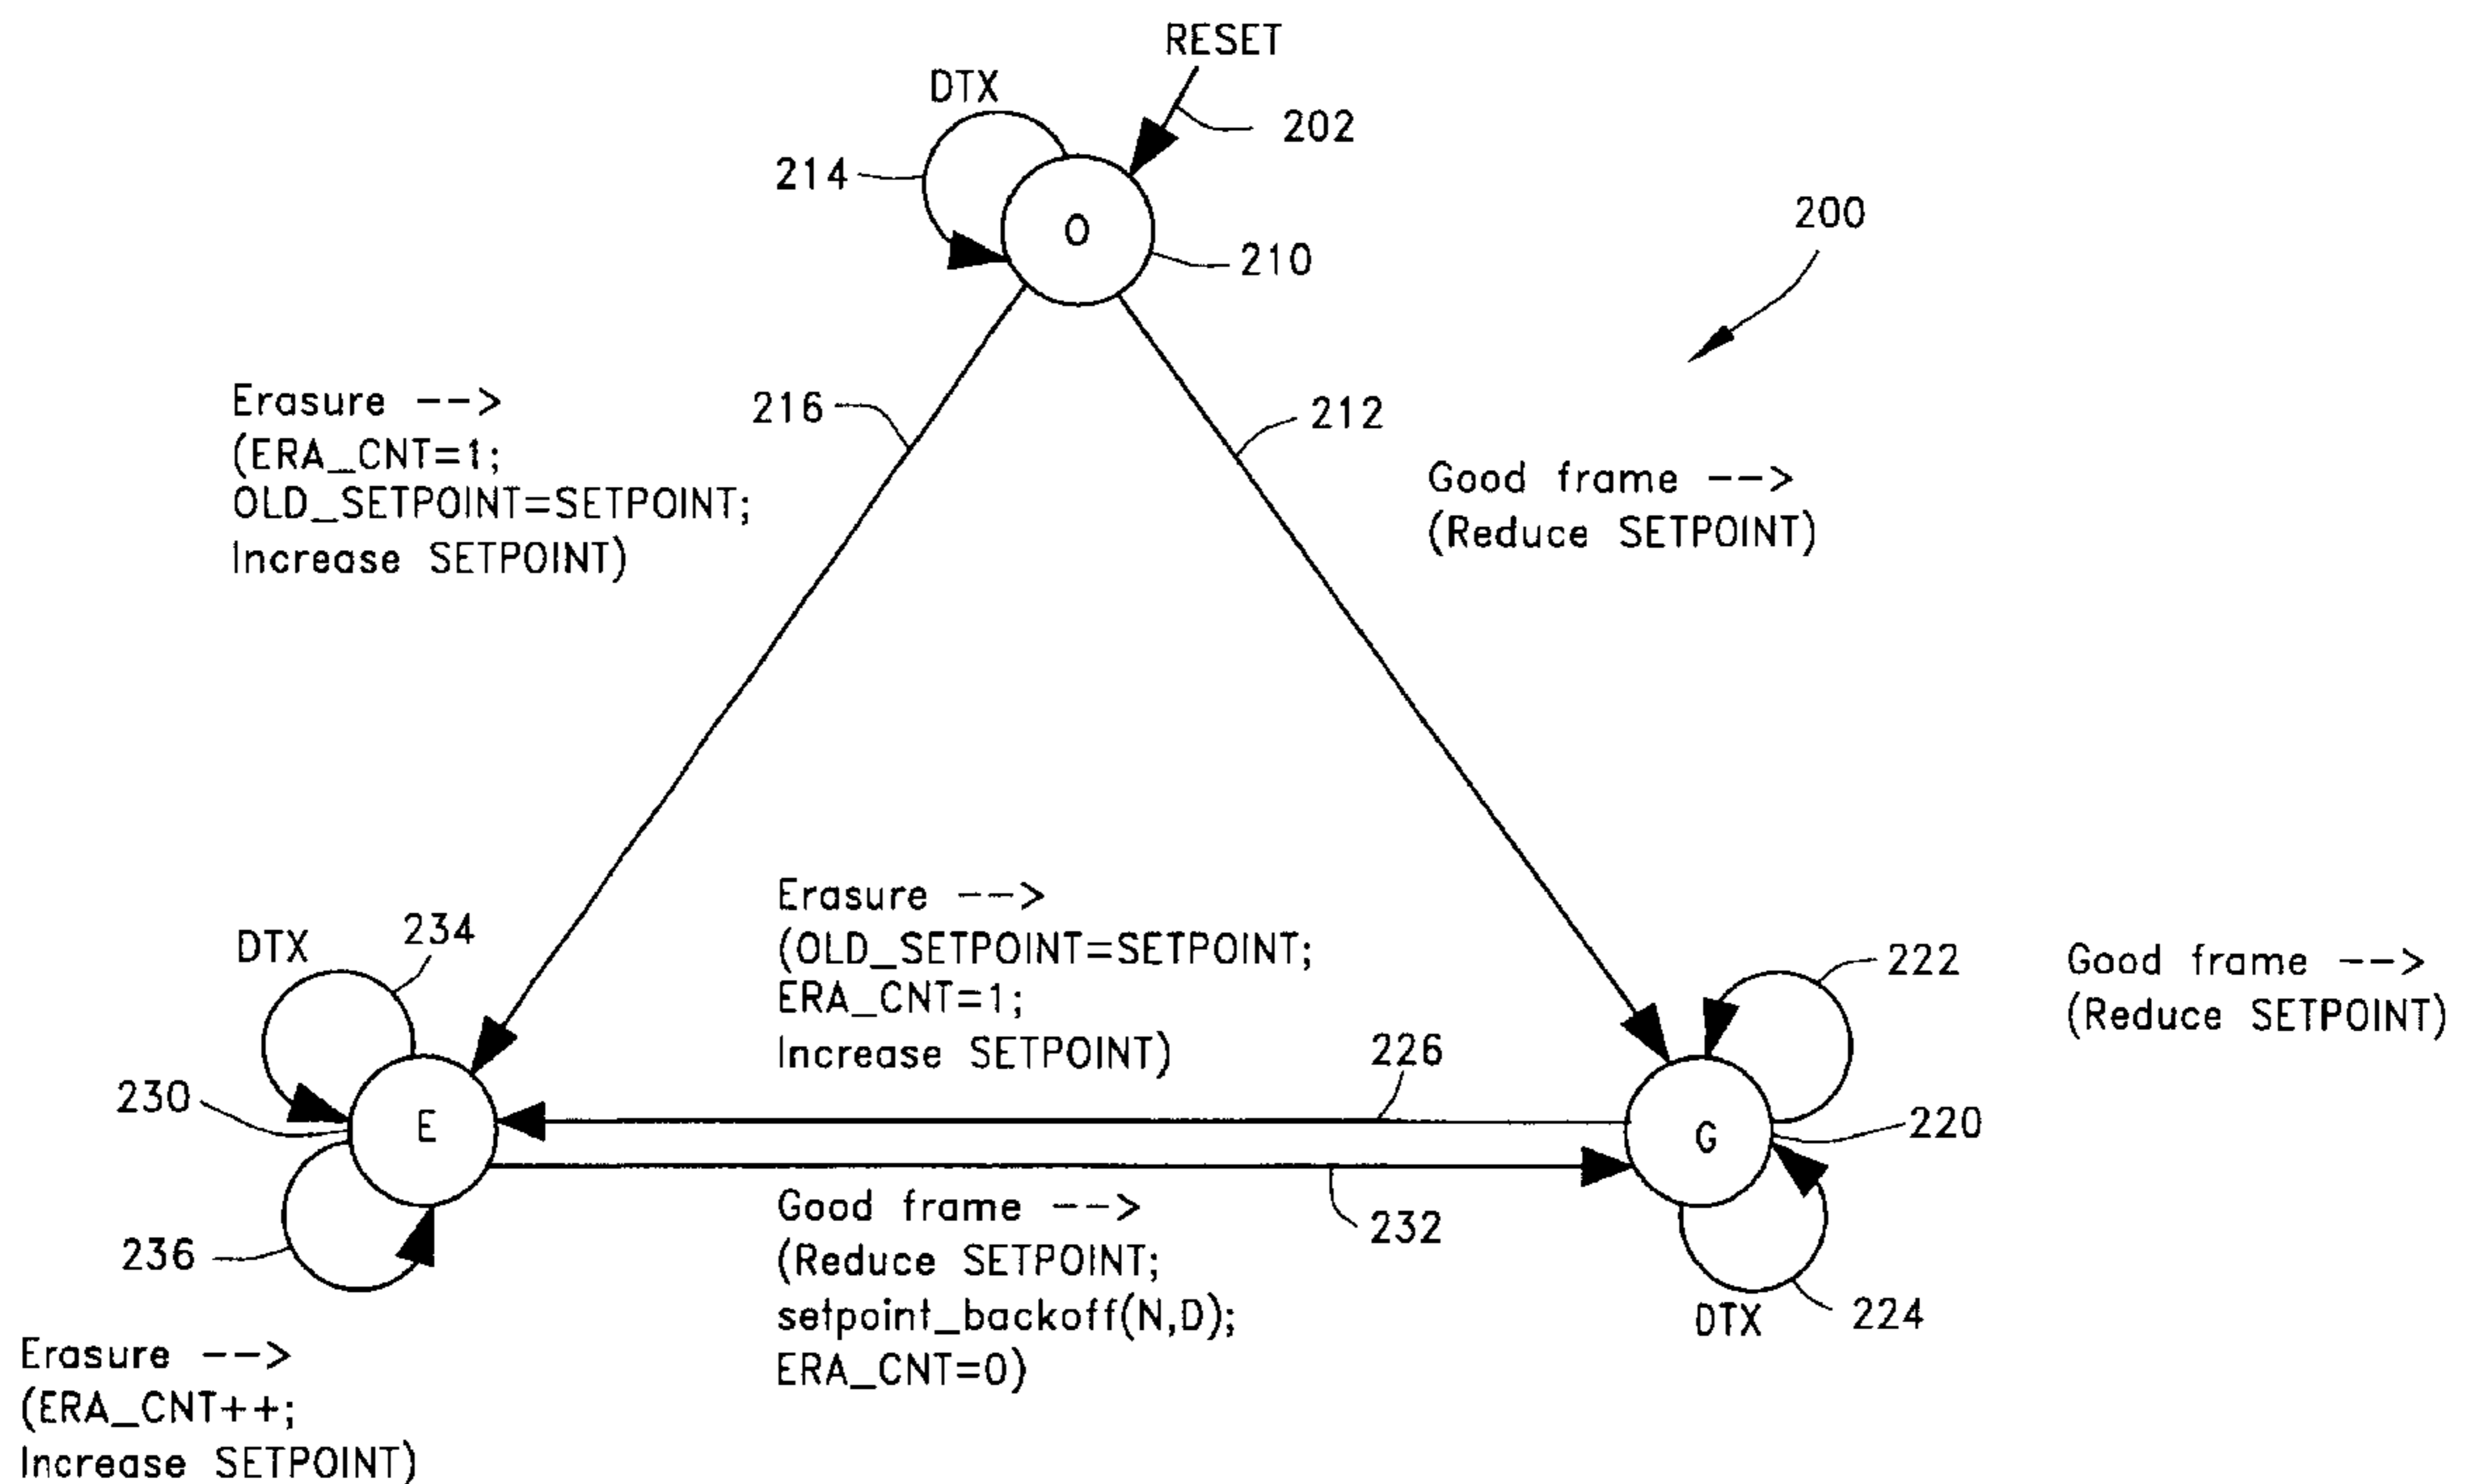 RESET
DTX
202
214
O
210
200
Erasure -->
(ERA_CNT=1;
OLD_SETPOINT=SETPOINT;
Increase SETPOINT)
216
212
Good frame -->
(Reduce SETPOINT)
Erasure -->
(OLD_SETPOINT=SETPOINT;
ERA_CNT=1;
Increase SETPOINT)
DTX
234
226
222
Good frame -->
(Reduce SETPOINT)
230
E
G
220
236
Good frame -->
(Reduce SETPOINT;
setpoint_backoff(N,D);
ERA_CNT=0)
232
DTX
224
Erasure -->
(ERA_CNT++;
Increase SETPOINT)